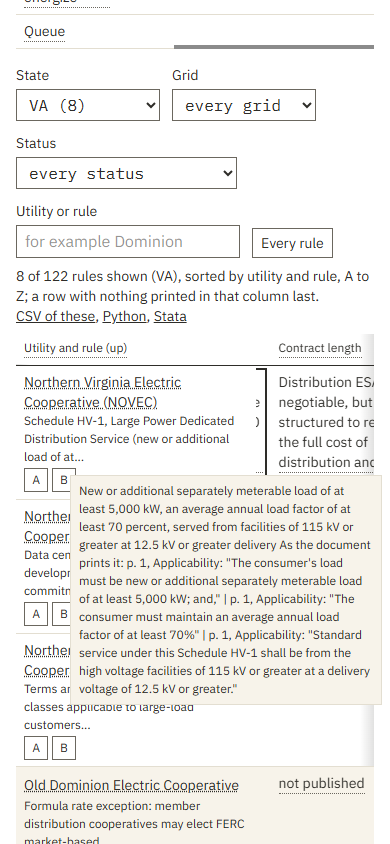 Queue
State
Grid
VA (8)
every grid
Status
every status
Utility or rule
for example Dominion
Every rule
8 of 122 rules shown (VA), sorted by utility and rule, A to
Z; a row with nothing printed in that column last.
CSV of these, Python, Stata
Utility and rule (up)
Contract length
Northern Virginia Electric
Cooperative (NOVEC)
Schedule HV-1, Large Power Dedicated
Distribution Service (new or additional
load of at...
A
B
Distribution ESA
negotiable, but
structured to re
the full cost of
distribution and
New or additional separately meterable load of at
least 5,000 kW, an average annual load factor of at
least 70 percent, served from facilities of 115 kV or
greater at 12.5 kV or greater delivery As the document
prints it: p. 1, Applicability: "The consumer's load
must be new or additional separately meterable load
of at least 5,000 kW; and," | p. 1, Applicability: "The
consumer must maintain an average annual load
factor of at least 70%" | p. 1, Applicability: "Standard
service under this Schedule HV-1 shall be from the
high voltage facilities of 115 kV or greater at a delivery
voltage of 12.5 kV or greater."
Northe
Cooper
Data cen
develop
commitm
A
B
Northe
Cooper
Terms ar
classes applicable to large-load
customers...
A
B
Old Dominion Electric Cooperative
not published
Formula rate exception: member
distribution cooperatives may elect FERC
market-based